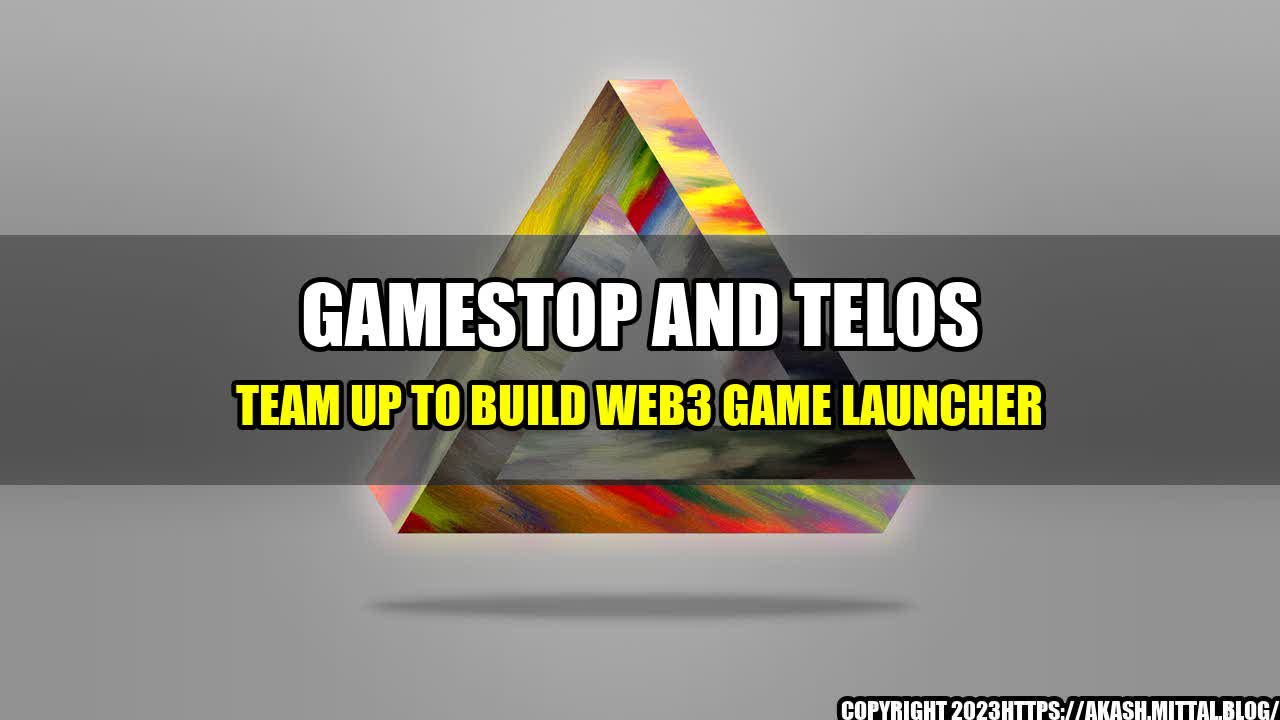 GAMESTOP AND TELOS
TEAM UP TO BUILD WEB3 GAME LAUNCHER
COPYRIGHT 2023HTTPS://AKASH.MITTAL.BLOG/